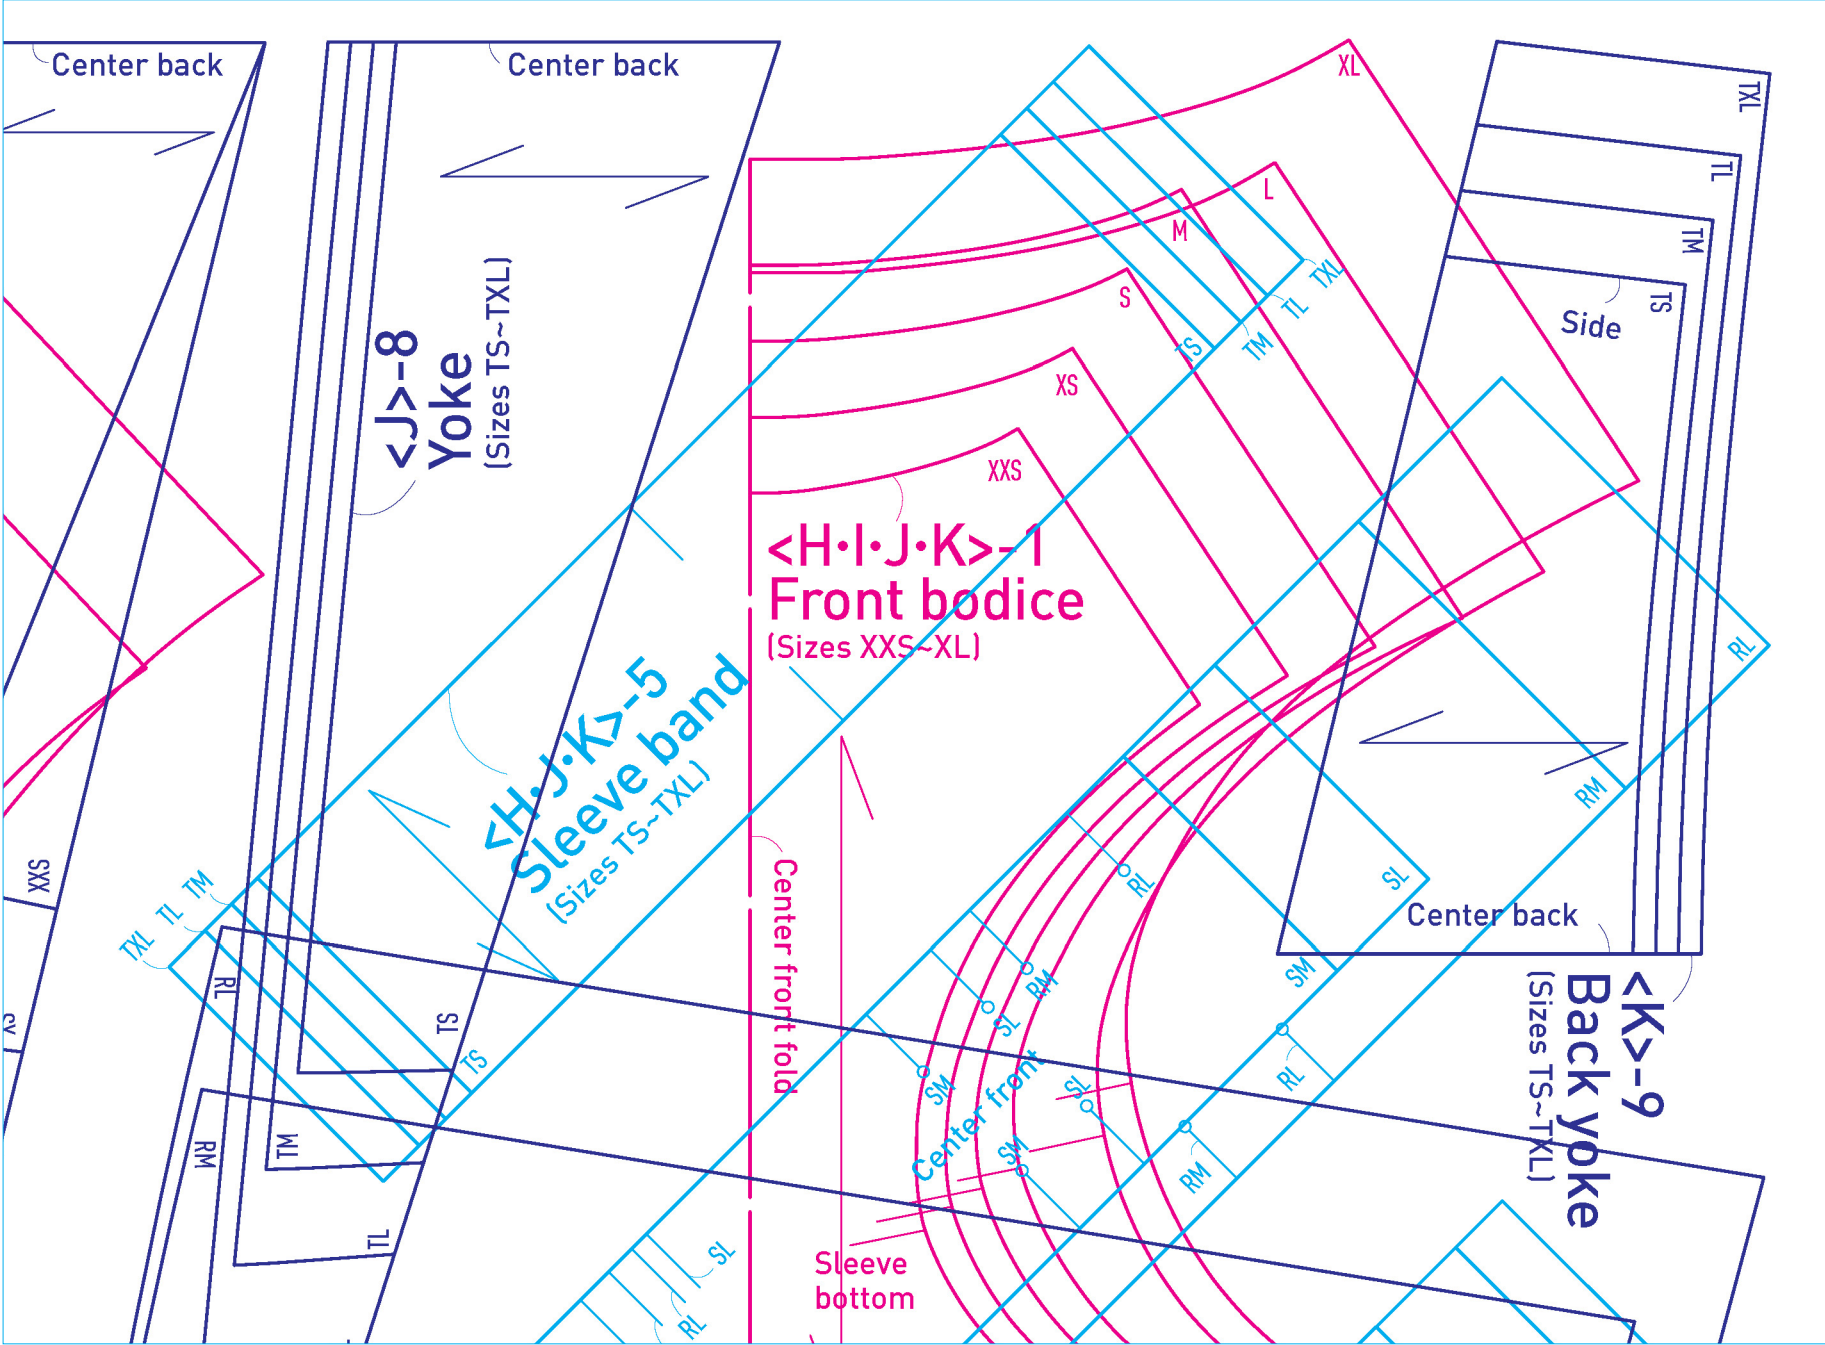 Center back
Center back
XL
L
M
S
XS
XXS
TXL
TL
TM
TS
Side
TXL
TL
TM
TS
<J>-8
Yoke
(Sizes TS~TXL)
<H·I·J·K>-1
Front bodice
(Sizes XXS~XL)
<H·J·K>-5
Sleeve band
(Sizes TS~TXL)
RL
RM
SL
SM
Center back
<K>-9
Back yoke
(Sizes TS~TXL)
Center front fold
Center front
RL
RM
SL
SM
SL
SM
RL
RM
SXX
TM
TL
TXL
TS
RL
RM
TS
TM
TL
Sleeve
bottom
SL
RL